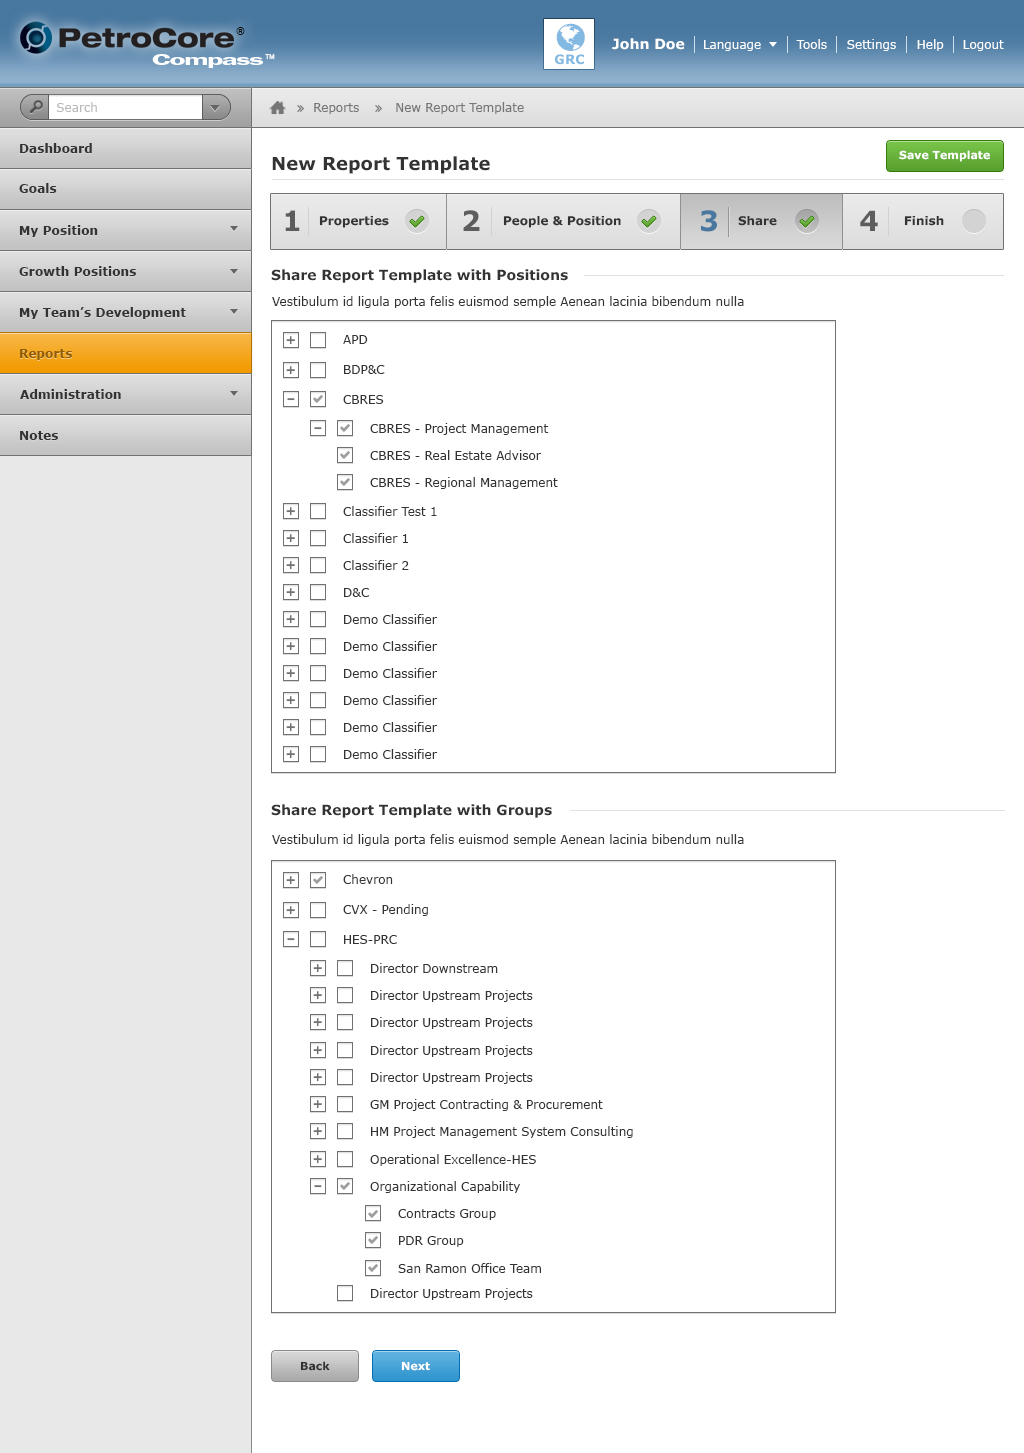 PetroCore®
Compass™
GRC
John Doe
Language
Tools
Settings
Help
Logout
Search
Reports
New Report Template
Dashboard
Goals
My Position
Growth Positions
My Team's Development
Reports
Administration
Notes
New Report Template
Save Template
1 Properties
2 People & Position
3 Share
4 Finish
Share Report Template with Positions
Vestibulum id ligula porta felis euismod semple Aenean lacinia bibendum nulla
APD
BDP&C
CBRES
CBRES - Project Management
CBRES - Real Estate Advisor
CBRES - Regional Management
Classifier Test 1
Classifier 1
Classifier 2
D&C
Demo Classifier
Demo Classifier
Demo Classifier
Demo Classifier
Demo Classifier
Demo Classifier
Share Report Template with Groups
Vestibulum id ligula porta felis euismod semple Aenean lacinia bibendum nulla
Chevron
CVX - Pending
HES-PRC
Director Downstream
Director Upstream Projects
Director Upstream Projects
Director Upstream Projects
Director Upstream Projects
GM Project Contracting & Procurement
HM Project Management System Consulting
Operational Excellence-HES
Organizational Capability
Contracts Group
PDR Group
San Ramon Office Team
Director Upstream Projects
Back
Next